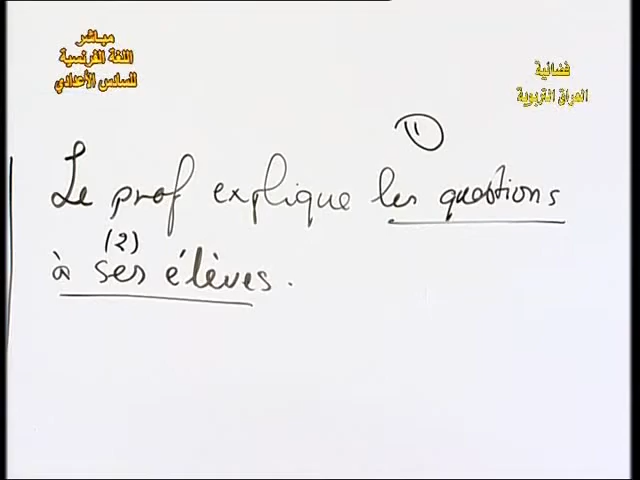 مباشر
اللغة الفرنسية
للسادس الأعدادي
فضائية
العراق التربوية
(1)
Le prof explique les questions
(2)
à ses élèves.